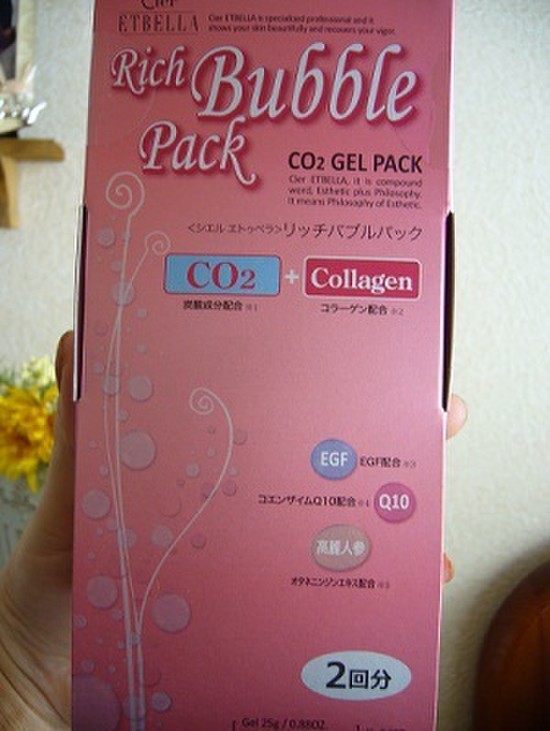 Cier
ETBELLA
Cier ETBELLA is specialized professional and it
shows your skin beautifully and recovers your vigor.
Rich Bubble
Pack
CO2 GEL PACK
Cier ETBELLA, it is compound
word, Esthetic plus Philosophy.
It means Philosophy of Esthetic.
<シエル エトゥベラ>リッチバブルパック
CO2 + Collagen
炭酸成分配合 ※1 コラーゲン配合 ※2
EGF EGF配合 ※3
コエンザイムQ10配合 ※4 Q10
高麗人参
オタネニンジンエキス配合 ※5
2回分
Gel 25g / 0.88OZ.